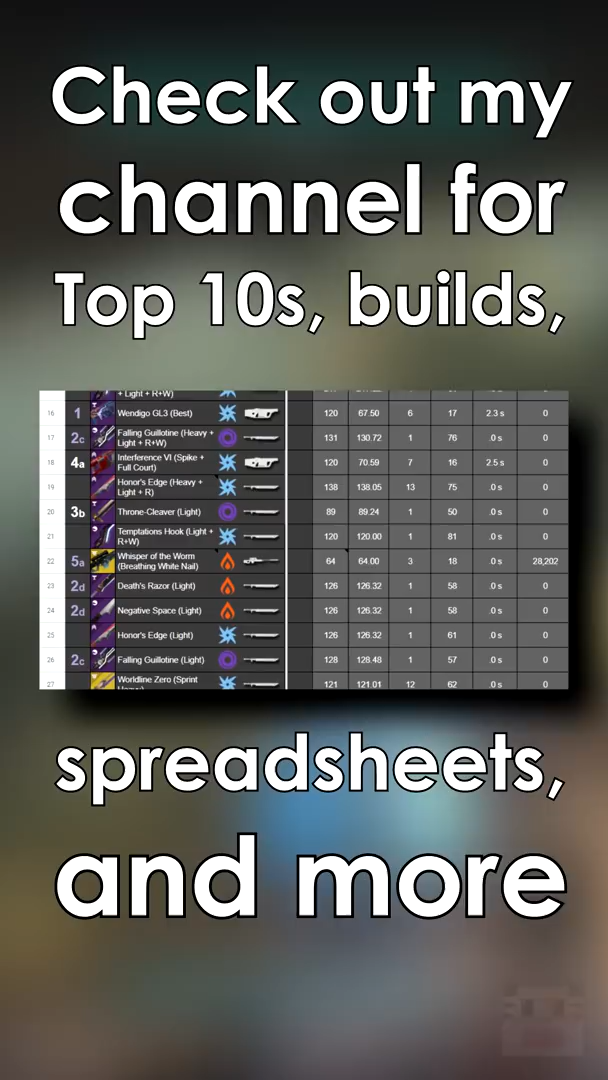 Check out my
channel for
Top 10s, builds,
+ Light + R+W)
16 1 Wendigo GL3 (Best) 120 67.50 6 17 2.3 s 0
17 2c Falling Guillotine (Heavy +
Light + R+W) 131 130.72 1 76 .0 s 0
18 4a Interference VI (Spike +
Full Court) 120 70.59 7 16 2.5 s 0
19 Honor's Edge (Heavy +
Light + R) 138 138.05 13 75 .0 s 0
20 3b Throne-Cleaver (Light) 89 89.24 1 50 .0 s 0
21 Temptations Hook (Light +
R+W) 120 120.00 1 81 .0 s 0
22 5a Whisper of the Worm
(Breathing White Nail) 64 64.00 3 18 .0 s 28,202
23 2d Death's Razor (Light) 126 126.32 1 58 .0 s 0
24 2d Negative Space (Light) 126 126.32 1 58 .0 s 0
25 Honor's Edge (Light) 126 126.32 1 61 .0 s 0
26 2c Falling Guillotine (Light) 128 128.48 1 57 .0 s 0
27 Worldline Zero (Sprint
Heavy) 121 121.01 12 62 .0 s 0
spreadsheets,
and more